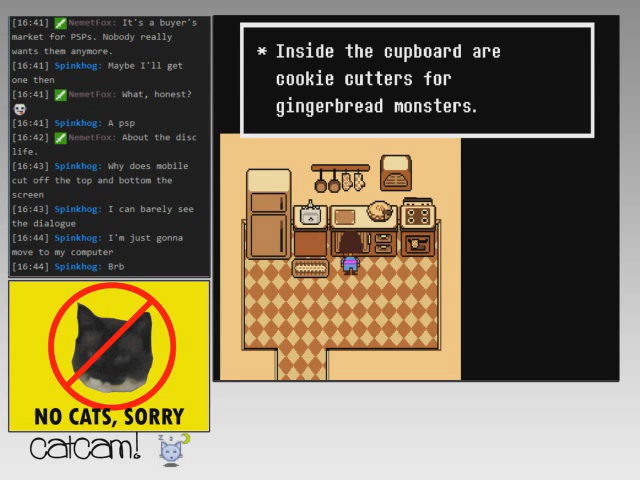 [16:41] NemetFox: It's a buyer's
market for PSPs. Nobody really
wants them anymore.
[16:41] Spinkhog: Maybe I'll get
one then
[16:41] NemetFox: What, honest?
[16:41] Spinkhog: A psp
[16:42] NemetFox: About the disc
life.
[16:43] Spinkhog: Why does mobile
cut off the top and bottom the
screen
[16:43] Spinkhog: I can barely see
the dialogue
[16:44] Spinkhog: I'm just gonna
move to my computer
[16:44] Spinkhog: Brb
* Inside the cupboard are
cookie cutters for
gingerbread monsters.
NO CATS, SORRY
catcam!
z z